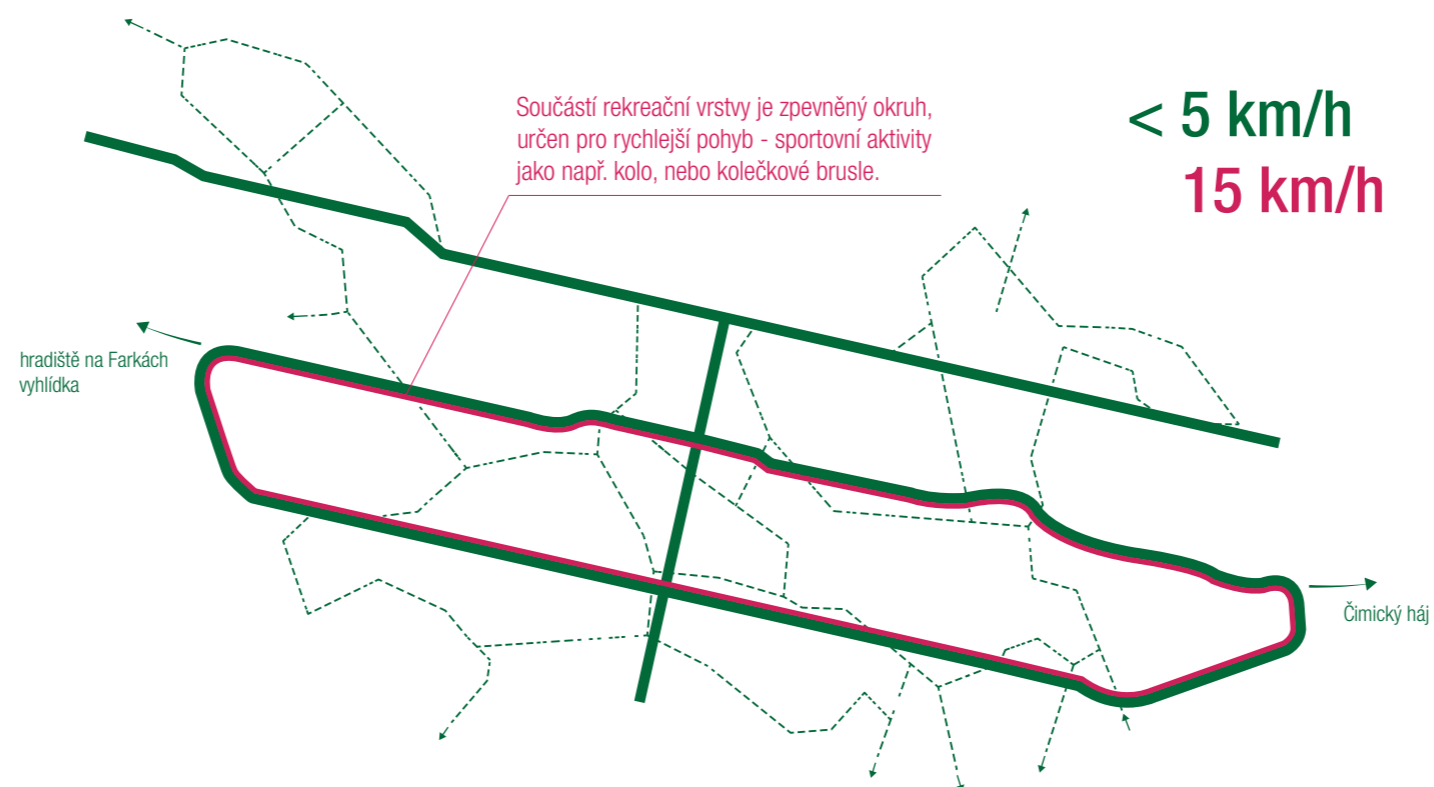 Součástí rekreační vrstvy je zpevněný okruh,
určen pro rychlejší pohyb - sportovní aktivity
jako např. kolo, nebo kolečkové brusle.
< 5 km/h
15 km/h
hradiště na Farkách
vyhlídka
Čimický háj